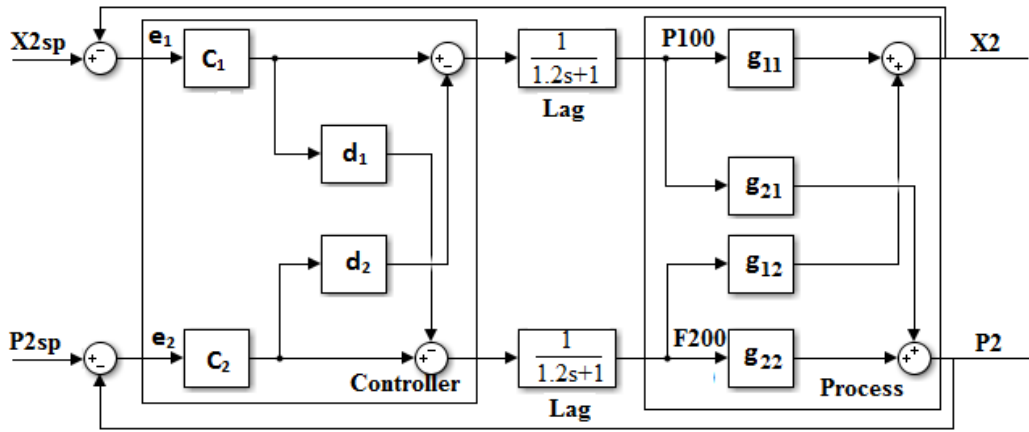 X2sp
e₁
C₁
1
1.2s+1
Lag
P100
g₁₁
X2
d₁
g₂₁
d₂
g₁₂
P2sp
e₂
C₂
Controller
1
1.2s+1
Lag
F200
g₂₂
Process
P2